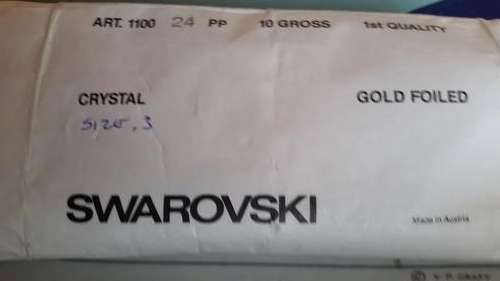 ART. 1100 24 PP 10 GROSS 1st QUALITY
CRYSTAL GOLD FOILED
size, 3
SWAROVSKI Made in Austria